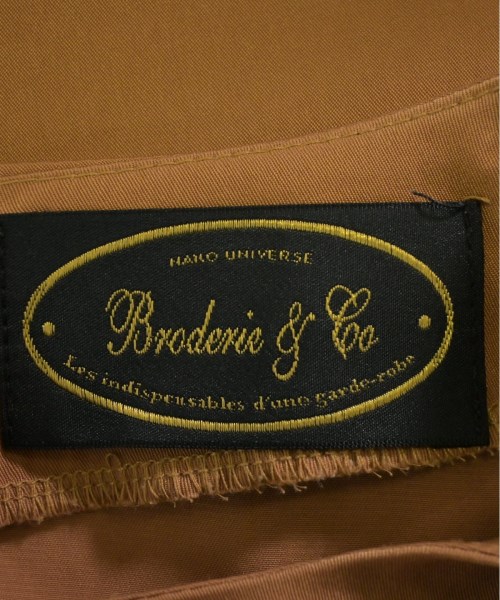 NANO UNIVERSE
Broderie & Co
Les indispensables d'une garde-robe